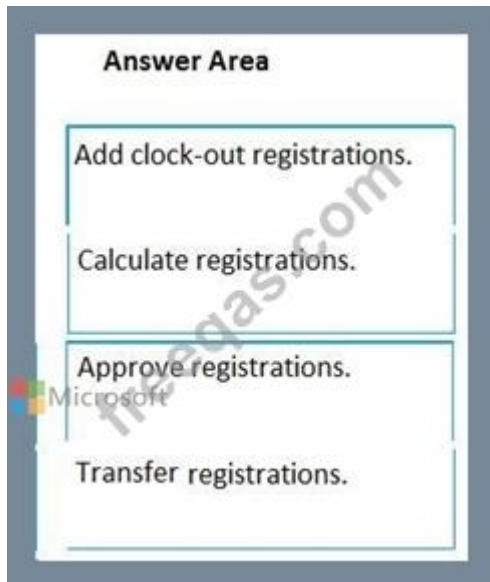 Answer Area
Add clock-out registrations.
Calculate registrations.
Approve registrations.
Microsoft
Transfer registrations.
freeqas.com